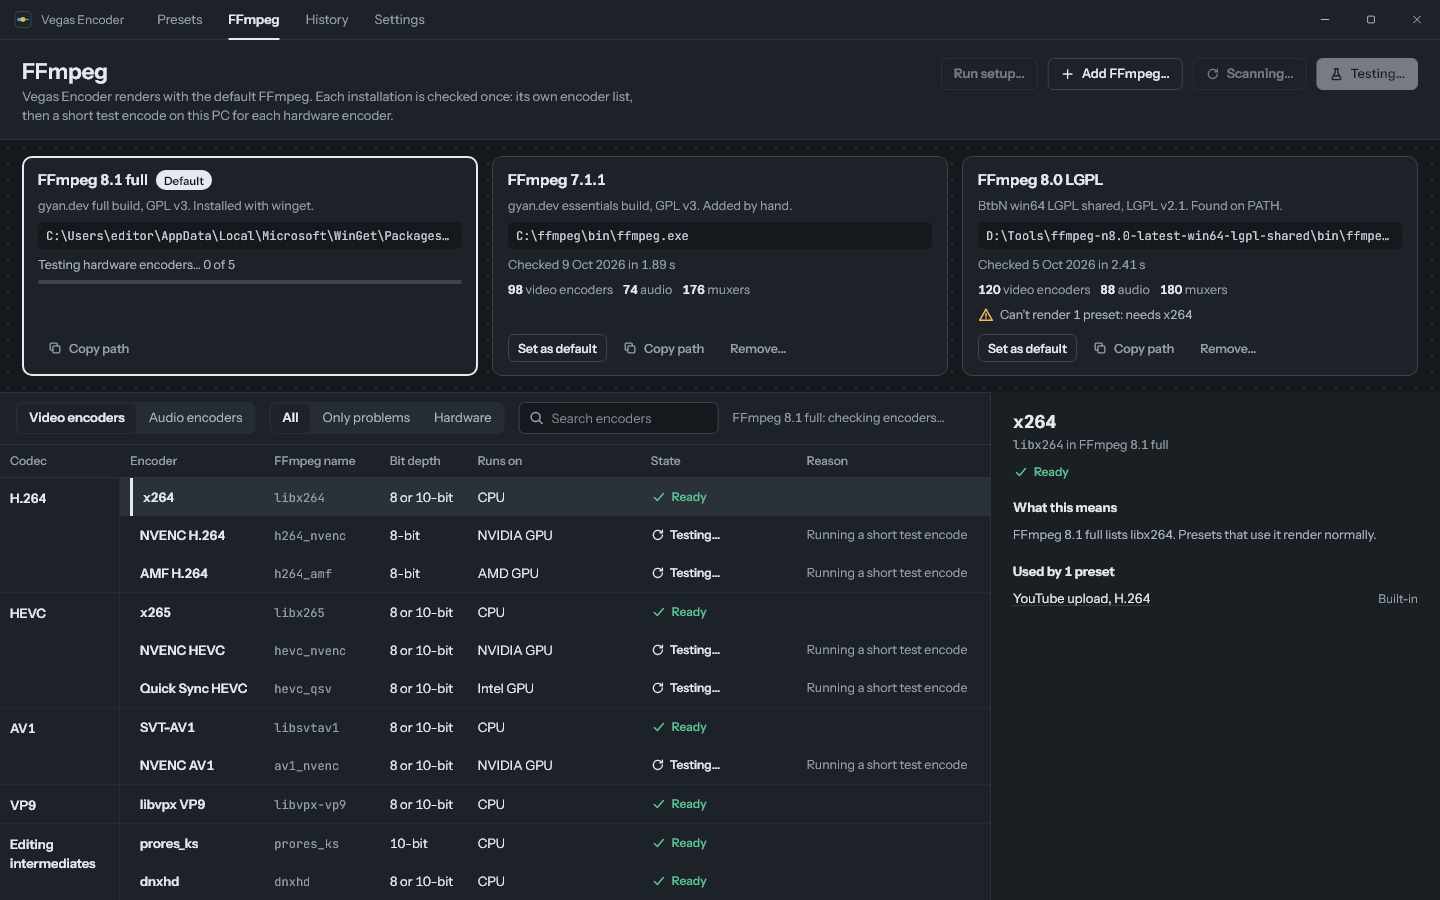 Vegas Encoder
Presets
FFmpeg
History
Settings
FFmpeg
Vegas Encoder renders with the default FFmpeg. Each installation is checked once: its own encoder list,
then a short test encode on this PC for each hardware encoder.
Run setup...
Add FFmpeg...
Scanning...
Testing...
FFmpeg 8.1 full
Default
gyan.dev full build, GPL v3. Installed with winget.
C:\Users\editor\AppData\Local\Microsoft\WinGet\Packages…
Testing hardware encoders... 0 of 5
Copy path
FFmpeg 7.1.1
gyan.dev essentials build, GPL v3. Added by hand.
C:\ffmpeg\bin\ffmpeg.exe
Checked 9 Oct 2026 in 1.89 s
98 video encoders 74 audio 176 muxers
Set as default
Copy path
Remove...
FFmpeg 8.0 LGPL
BtbN win64 LGPL shared, LGPL v2.1. Found on PATH.
D:\Tools\ffmpeg-n8.0-latest-win64-lgpl-shared\bin\ffmpe…
Checked 5 Oct 2026 in 2.41 s
120 video encoders 88 audio 180 muxers
Can't render 1 preset: needs x264
Set as default
Copy path
Remove...
Video encoders
Audio encoders
All
Only problems
Hardware
Search encoders
FFmpeg 8.1 full: checking encoders...
Codec Encoder FFmpeg name Bit depth Runs on State Reason
H.264 x264 libx264 8 or 10-bit CPU Ready
NVENC H.264 h264_nvenc 8-bit NVIDIA GPU Testing... Running a short test encode
AMF H.264 h264_amf 8-bit AMD GPU Testing... Running a short test encode
HEVC x265 libx265 8 or 10-bit CPU Ready
NVENC HEVC hevc_nvenc 8 or 10-bit NVIDIA GPU Testing... Running a short test encode
Quick Sync HEVC hevc_qsv 8 or 10-bit Intel GPU Testing... Running a short test encode
AV1 SVT-AV1 libsvtav1 8 or 10-bit CPU Ready
NVENC AV1 av1_nvenc 8 or 10-bit NVIDIA GPU Testing... Running a short test encode
VP9 libvpx VP9 libvpx-vp9 8 or 10-bit CPU Ready
Editing
intermediates
prores_ks prores_ks 10-bit CPU Ready
dnxhd dnxhd 8 or 10-bit CPU Ready
x264
libx264 in FFmpeg 8.1 full
Ready
What this means
FFmpeg 8.1 full lists libx264. Presets that use it render normally.
Used by 1 preset
YouTube upload, H.264 Built-in